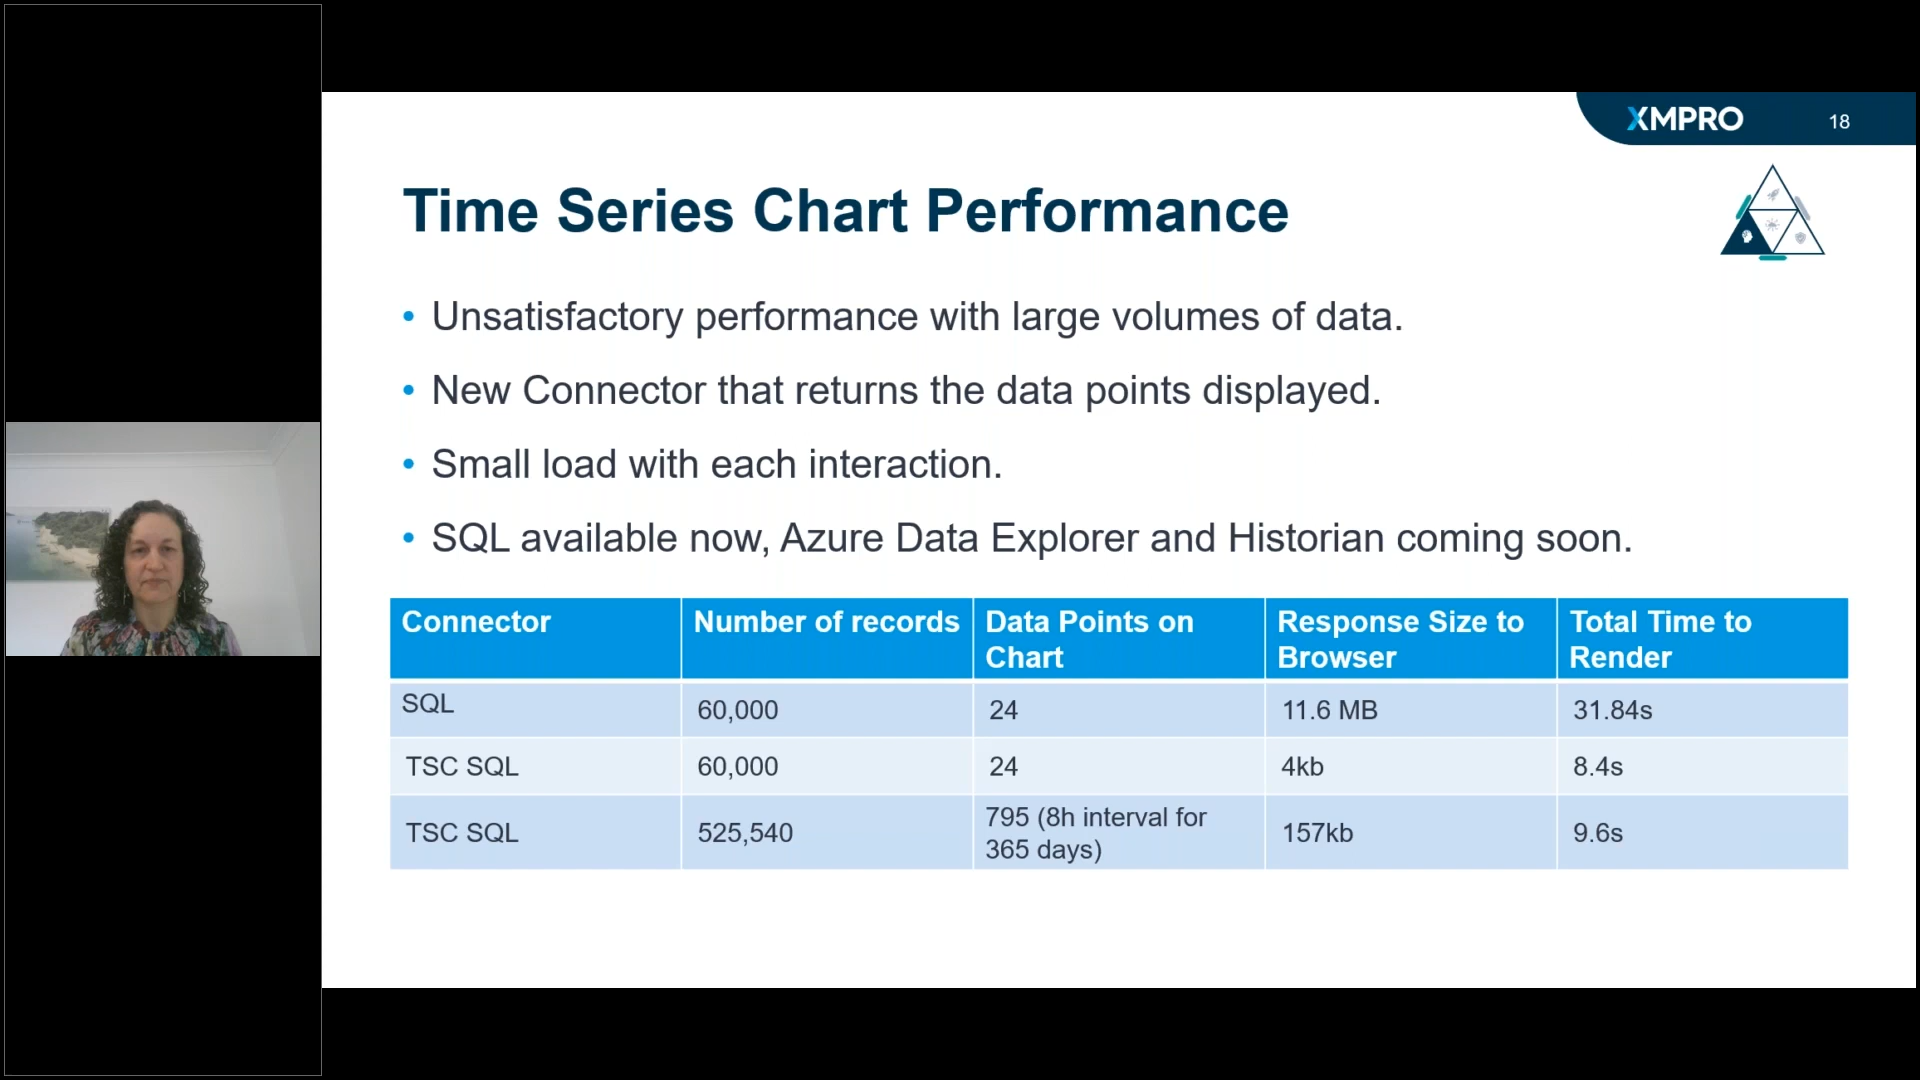 XMPRO
18
Time Series Chart Performance
• Unsatisfactory performance with large volumes of data.
• New Connector that returns the data points displayed.
• Small load with each interaction.
• SQL available now, Azure Data Explorer and Historian coming soon.
Connector
Number of records
Data Points on
Chart
Response Size to
Browser
Total Time to
Render
SQL
60,000
24
11.6 MB
31.84s
TSC SQL
60,000
24
4kb
8.4s
TSC SQL
525,540
795 (8h interval for
365 days)
157kb
9.6s